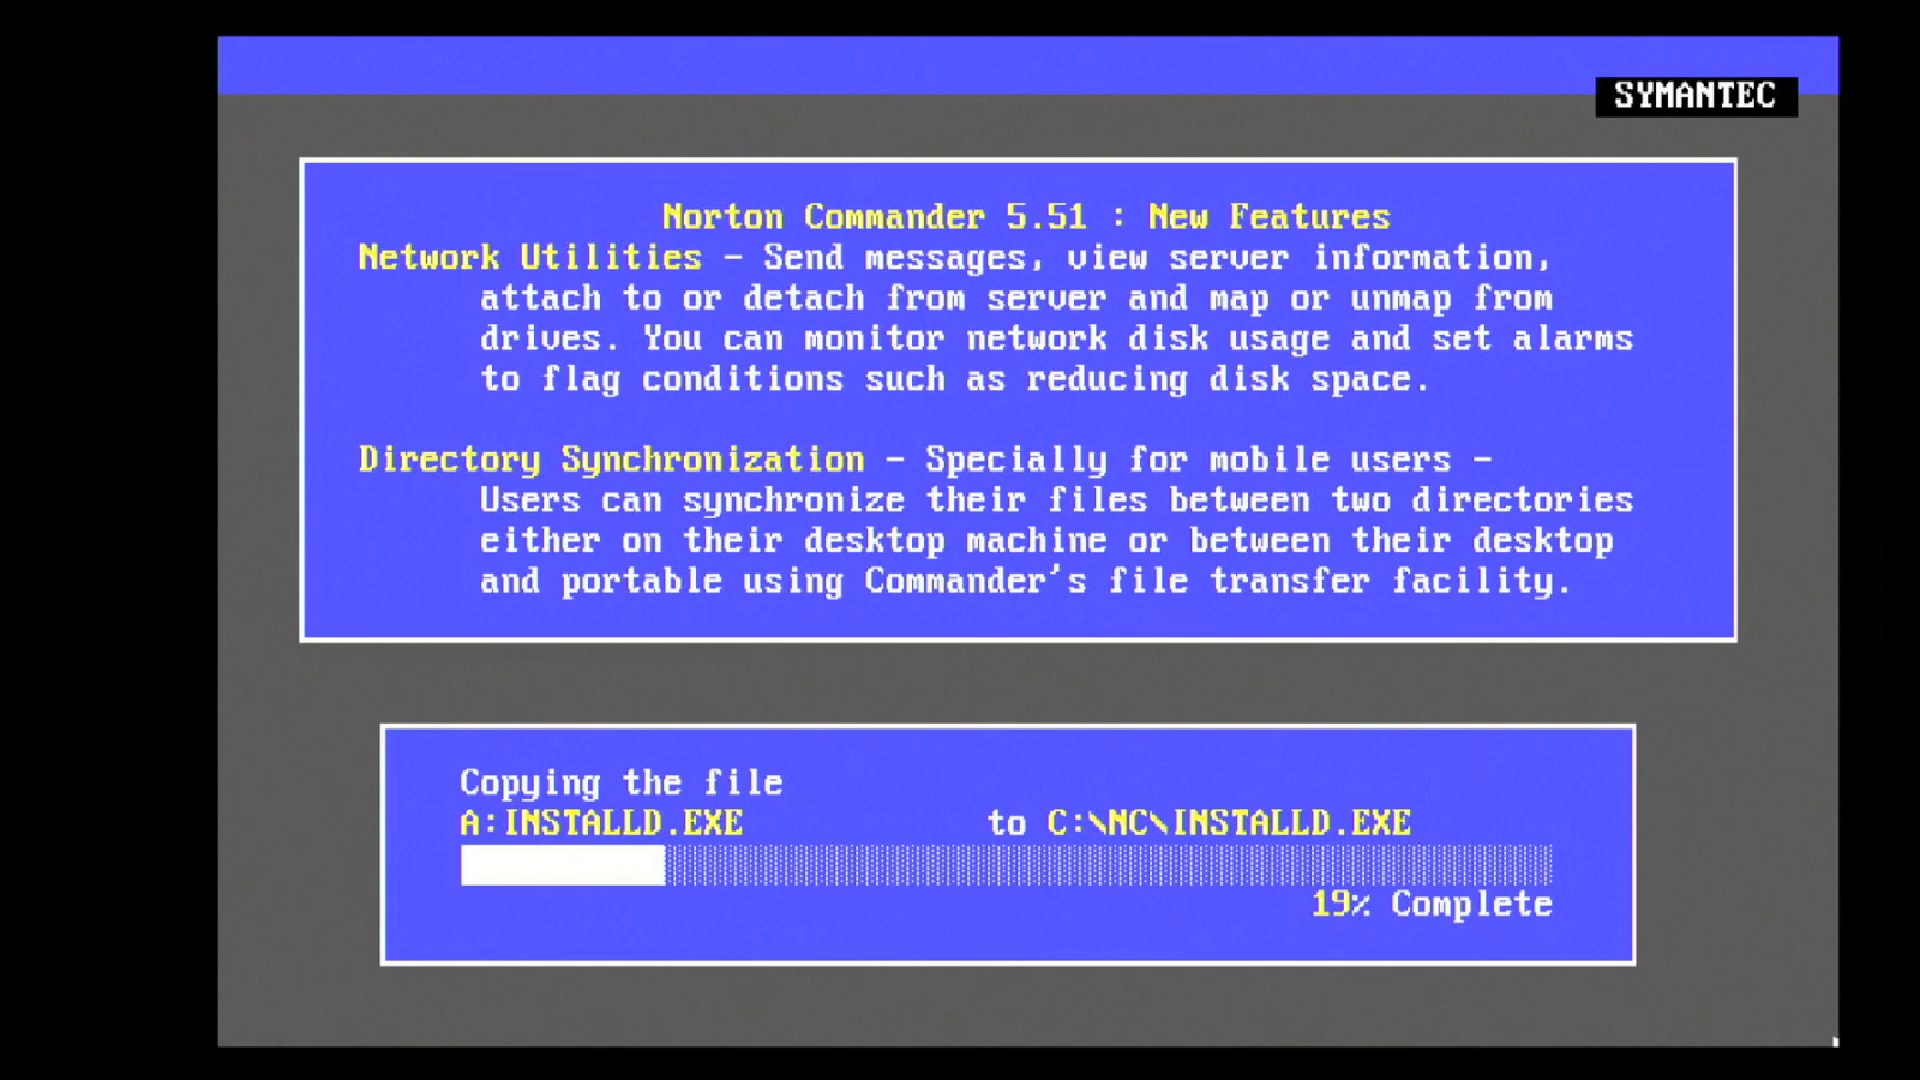 SYMANTEC
Norton Commander 5.51 : New Features
Network Utilities - Send messages, view server information,
attach to or detach from server and map or unmap from
drives. You can monitor network disk usage and set alarms
to flag conditions such as reducing disk space.
Directory Synchronization - Specially for mobile users -
Users can synchronize their files between two directories
either on their desktop machine or between their desktop
and portable using Commander's file transfer facility.
Copying the file
A:INSTALLD.EXE to C:\NC\INSTALLD.EXE
19% Complete